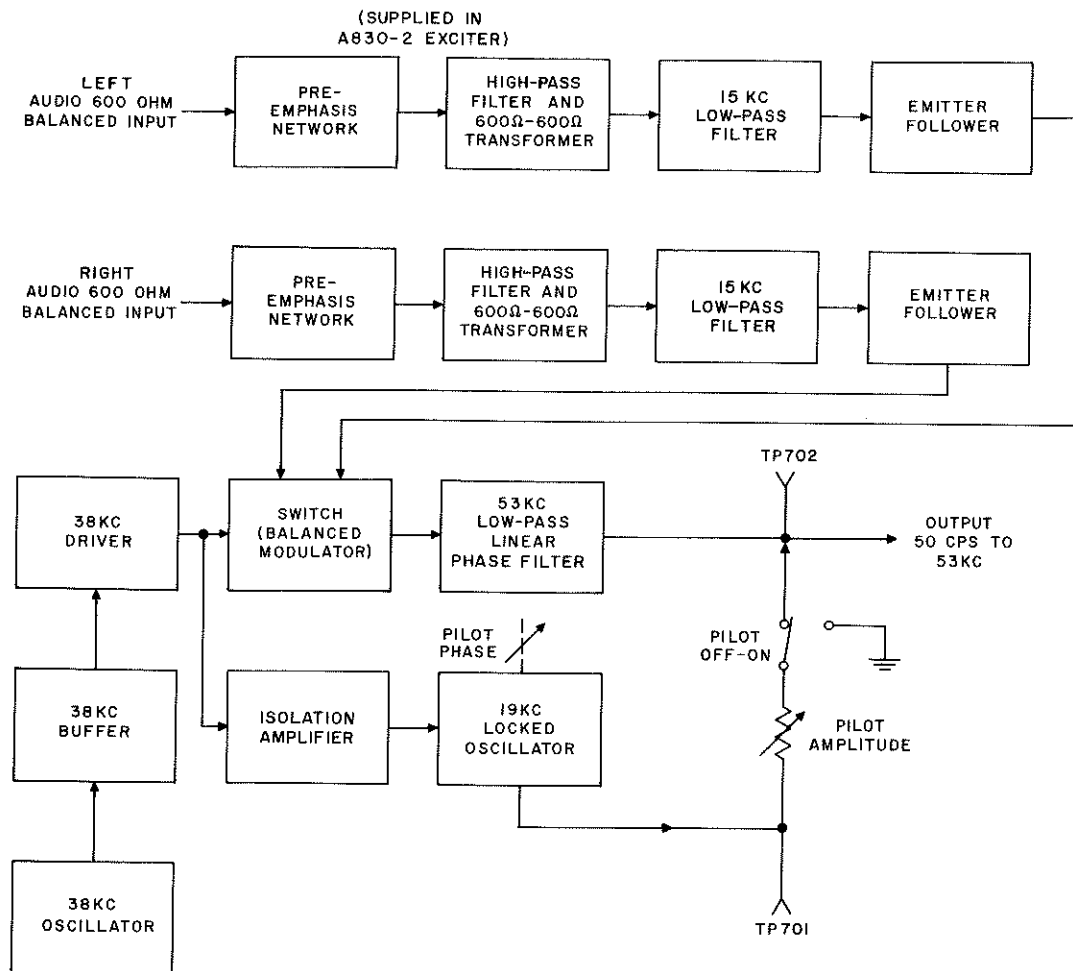 (SUPPLIED IN
A830-2 EXCITER)
LEFT
AUDIO 600 OHM
BALANCED INPUT
PRE-
EMPHASIS
NETWORK
HIGH-PASS
FILTER AND
600Ω-600Ω
TRANSFORMER
15 KC
LOW-PASS
FILTER
EMITTER
FOLLOWER
RIGHT
AUDIO 600 OHM
BALANCED INPUT
PRE-
EMPHASIS
NETWORK
HIGH-PASS
FILTER AND
600Ω-600Ω
TRANSFORMER
15 KC
LOW-PASS
FILTER
EMITTER
FOLLOWER
TP702
38KC
DRIVER
SWITCH
(BALANCED
MODULATOR)
53KC
LOW-PASS
LINEAR
PHASE FILTER
OUTPUT
50 CPS TO
53KC
PILOT
PHASE
PILOT
OFF-ON
38KC
BUFFER
ISOLATION
AMPLIFIER
19KC
LOCKED
OSCILLATOR
PILOT
AMPLITUDE
38KC
OSCILLATOR
TP701